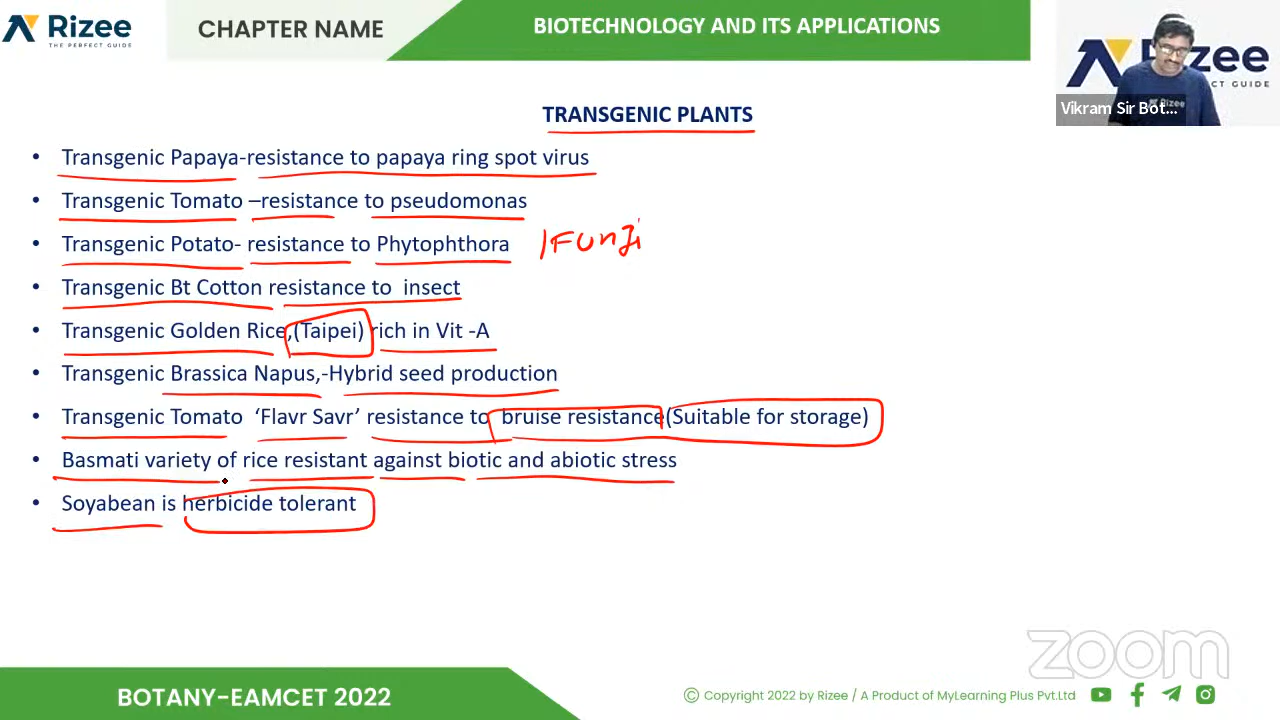 Rizee
THE PERFECT GUIDE
CHAPTER NAME
BIOTECHNOLOGY AND ITS APPLICATIONS
Rizee
CT GUIDE
Rizee
Vikram Sir Bot...
TRANSGENIC PLANTS
• Transgenic Papaya-resistance to papaya ring spot virus
• Transgenic Tomato –resistance to pseudomonas
• Transgenic Potato- resistance to Phytophthora /Fungi
• Transgenic Bt Cotton resistance to insect
• Transgenic Golden Rice,(Taipei) rich in Vit -A
• Transgenic Brassica Napus,-Hybrid seed production
• Transgenic Tomato ‘Flavr Savr’ resistance to bruise resistance(Suitable for storage)
• Basmati variety of rice resistant against biotic and abiotic stress
• Soyabean is herbicide tolerant
zoom
BOTANY-EAMCET 2022
© Copyright 2022 by Rizee / A Product of MyLearning Plus Pvt.Ltd